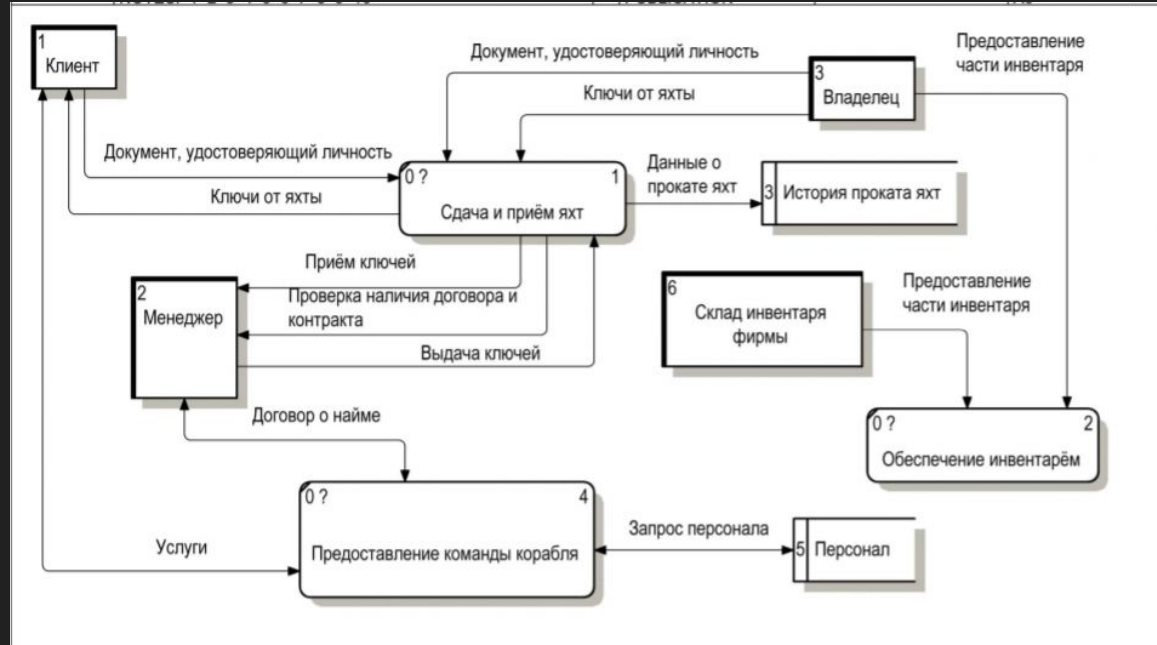 1
Клиент
Документ, удостоверяющий личность
Ключи от яхты
3
Владелец
Предоставление
части инвентаря
Документ, удостоверяющий личность
Ключи от яхты
0 ?
1
Сдача и приём яхт
Данные о
прокате яхт
3
История проката яхт
Приём ключей
Проверка наличия договора и
контракта
Выдача ключей
2
Менеджер
6
Склад инвентаря
фирмы
Предоставление
части инвентаря
0 ?
2
Обеспечение инвентарём
Договор о найме
0 ?
4
Предоставление команды корабля
Услуги
Запрос персонала
5
Персонал